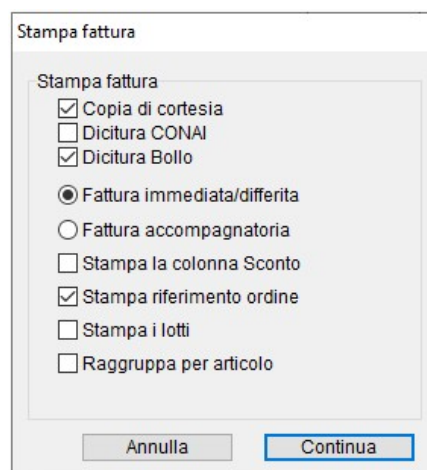 Stampa fattura
Stampa fattura
Copia di cortesia
Dicitura CONAI
Dicitura Bollo
Fattura immediata/differita
Fattura accompagnatoria
Stampa la colonna Sconto
Stampa riferimento ordine
Stampa i lotti
Raggruppa per articolo
Annulla Continua